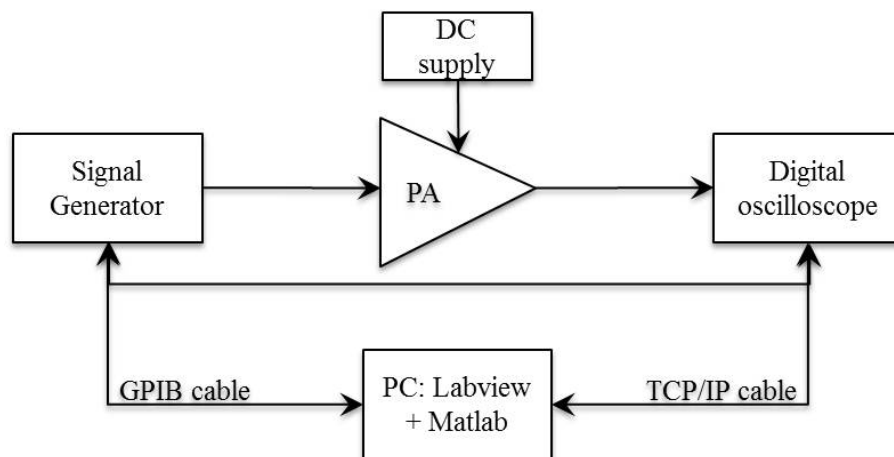 DC
supply
Signal
Generator
PA
Digital
oscilloscope
GPIB cable
PC: Labview
+ Matlab
TCP/IP cable